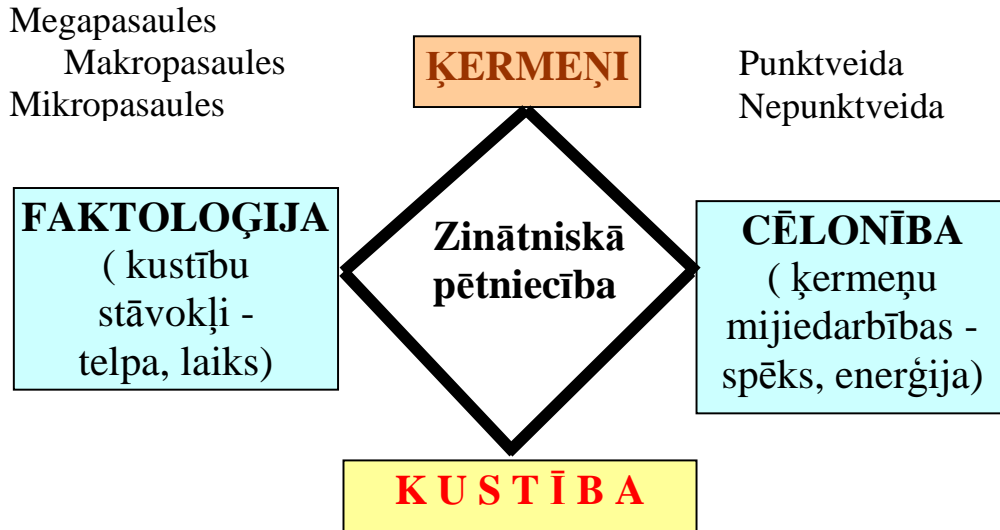 Megapasaules
Makropasaules
Mikropasaules
ĶERMEŅI
Punktveida
Nepunktveida
FAKTOLOĢIJA
( kustību
stāvokļi -
telpa, laiks)
Zinātniskā
pētniecība
CĒLONĪBA
( ķermeņu
mijiedarbības -
spēks, enerģija)
K U S T Ī B A